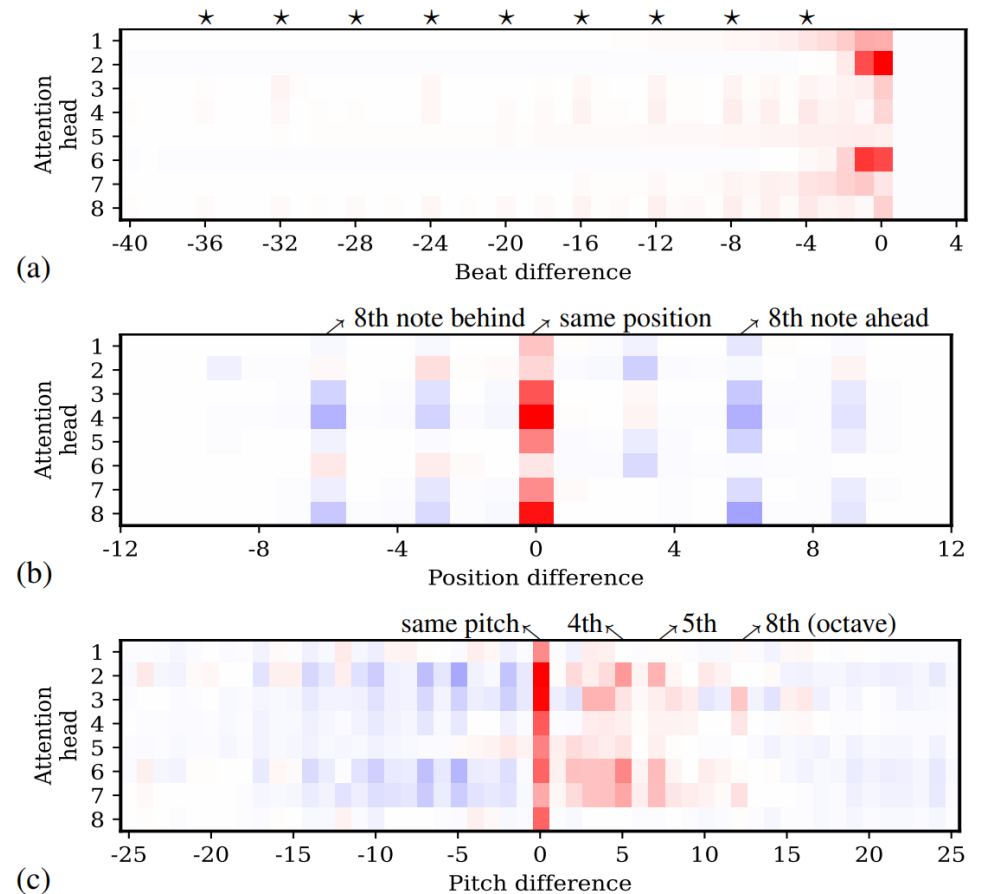 ★ ★ ★ ★ ★ ★ ★ ★ ★
Attention head
1
2
3
4
5
6
7
8
-40 -36 -32 -28 -24 -20 -16 -12 -8 -4 0 4
(a)
Beat difference
8th note behind same position 8th note ahead
Attention head
1
2
3
4
5
6
7
8
-12 -8 -4 0 4 8 12
(b)
Position difference
same pitch 4th 5th 8th (octave)
Attention head
1
2
3
4
5
6
7
8
-25 -20 -15 -10 -5 0 5 10 15 20 25
(c)
Pitch difference